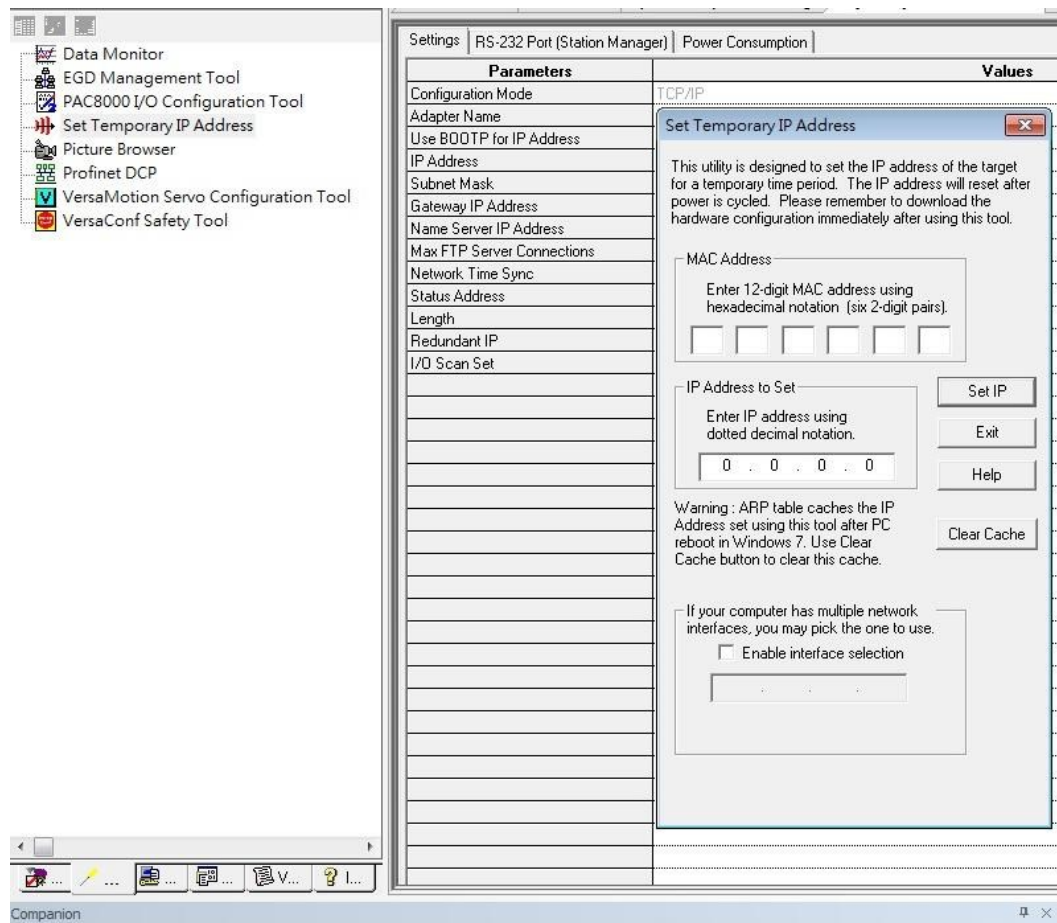 Data Monitor
EGD Management Tool
PAC8000 I/O Configuration Tool
Set Temporary IP Address
Picture Browser
Profinet DCP
VersaMotion Servo Configuration Tool
VersaConf Safety Tool
V... I...
Companion
Settings RS-232 Port (Station Manager) Power Consumption
Parameters Values
Configuration Mode TCP/IP
Adapter Name
Use BOOTP for IP Address
IP Address
Subnet Mask
Gateway IP Address
Name Server IP Address
Max FTP Server Connections
Network Time Sync
Status Address
Length
Redundant IP
I/O Scan Set
Set Temporary IP Address
This utility is designed to set the IP address of the target
for a temporary time period. The IP address will reset after
power is cycled. Please remember to download the
hardware configuration immediately after using this tool.
MAC Address
Enter 12-digit MAC address using
hexadecimal notation (six 2-digit pairs).
IP Address to Set
Enter IP address using
dotted decimal notation.
0 . 0 . 0 . 0
Set IP
Exit
Help
Warning : ARP table caches the IP
Address set using this tool after PC
reboot in Windows 7. Use Clear
Cache button to clear this cache.
Clear Cache
If your computer has multiple network
interfaces, you may pick the one to use.
Enable interface selection
. . .